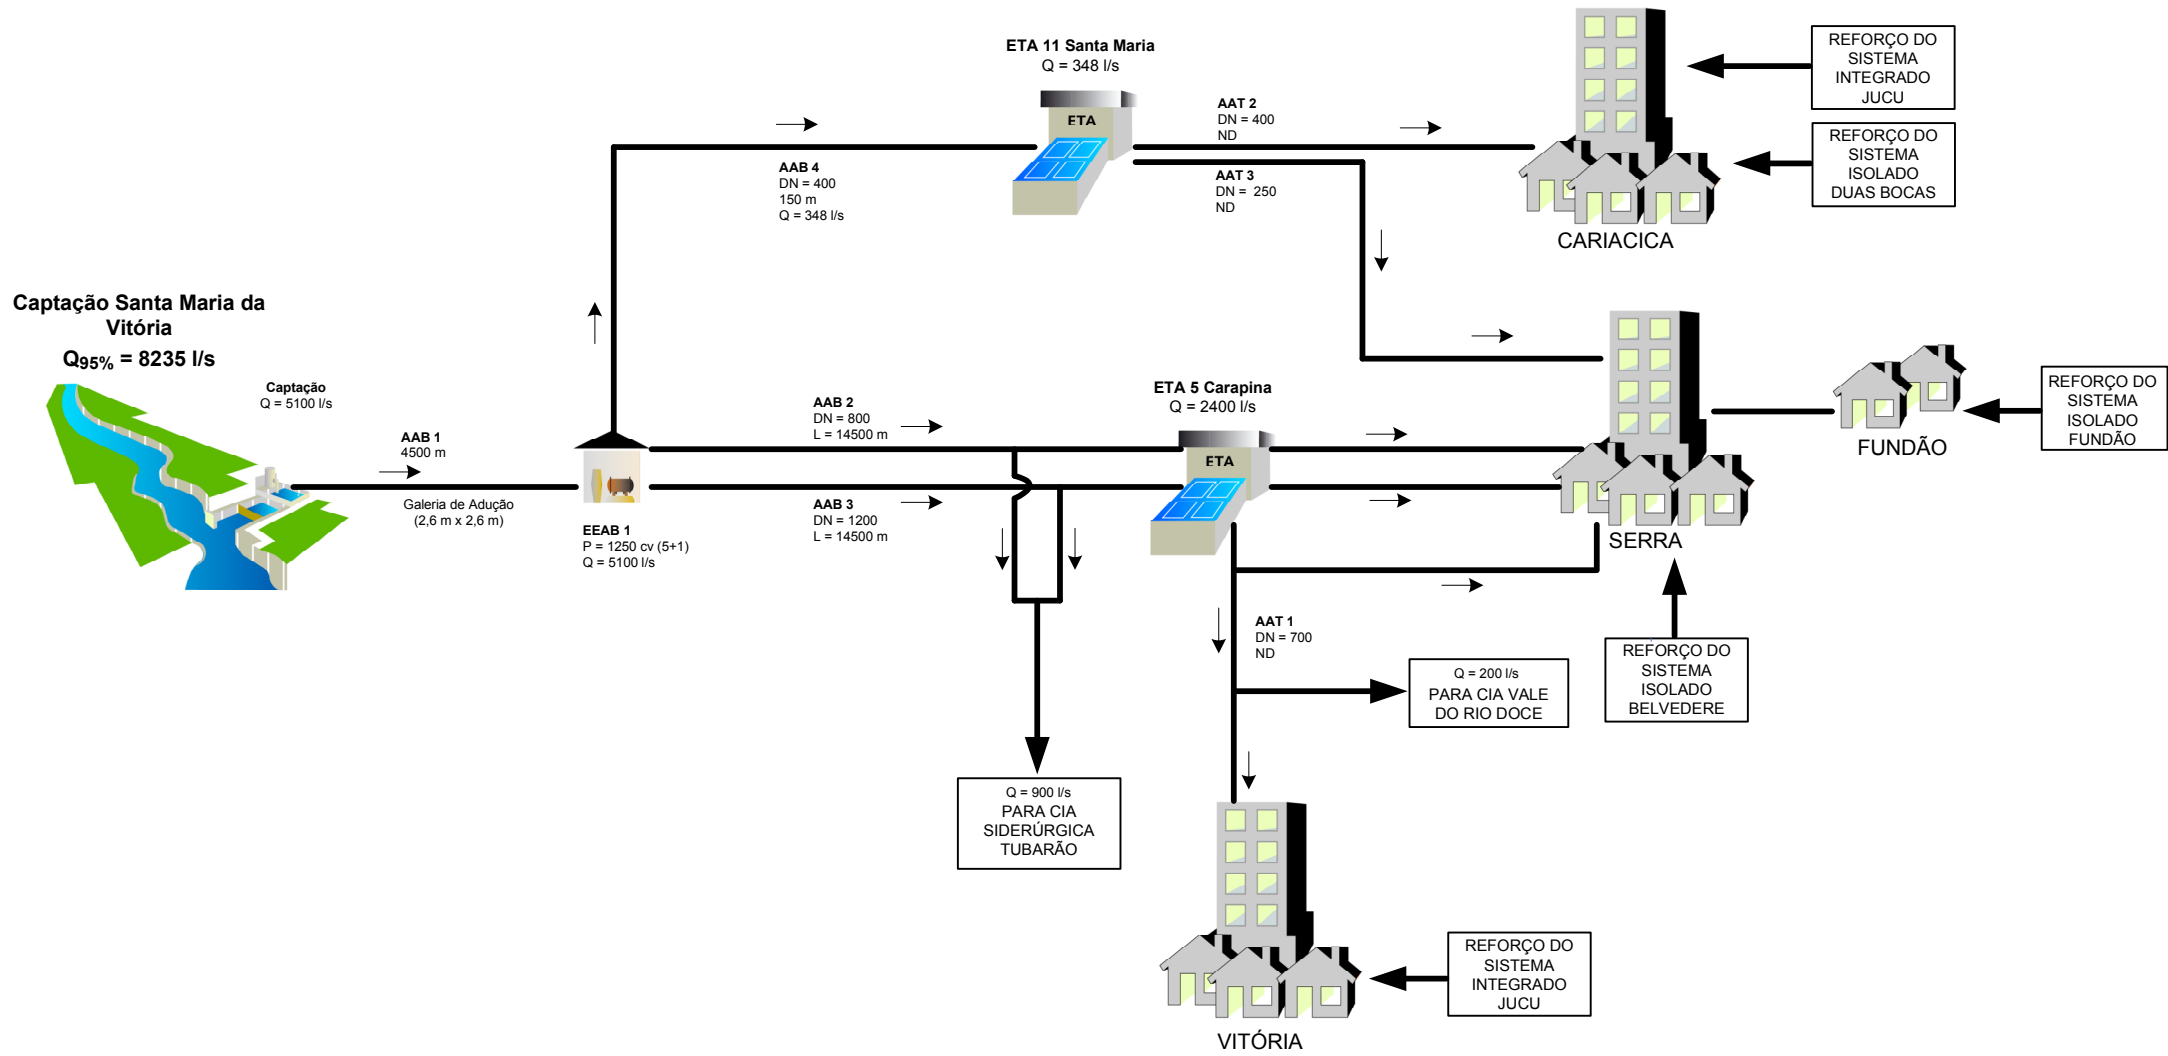 Captação Santa Maria da
Vitória
Q95% = 8235 l/s
Captação
Q = 5100 l/s
AAB 1
4500 m
Galeria de Adução
(2,6 m x 2,6 m)
EEAB 1
P = 1250 cv (5+1)
Q = 5100 l/s
AAB 4
DN = 400
150 m
Q = 348 l/s
ETA 11 Santa Maria
Q = 348 l/s
ETA
AAT 2
DN = 400
ND
AAT 3
DN = 250
ND
CARIACICA
REFORÇO DO
SISTEMA
INTEGRADO
JUCU
REFORÇO DO
SISTEMA
ISOLADO
DUAS BOCAS
AAB 2
DN = 800
L = 14500 m
AAB 3
DN = 1200
L = 14500 m
ETA 5 Carapina
Q = 2400 l/s
ETA
SERRA
FUNDÃO
REFORÇO DO
SISTEMA
ISOLADO
FUNDÃO
REFORÇO DO
SISTEMA
ISOLADO
BELVEDERE
AAT 1
DN = 700
ND
Q = 200 l/s
PARA CIA VALE
DO RIO DOCE
Q = 900 l/s
PARA CIA
SIDERÚRGICA
TUBARÃO
VITÓRIA
REFORÇO DO
SISTEMA
INTEGRADO
JUCU